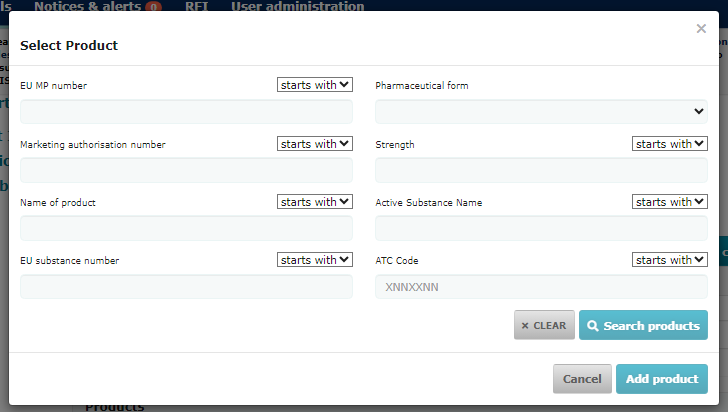 ls Notices & alerts 0 RFI User administration
×
Select Product
EU MP number starts with Pharmaceutical form
Marketing authorisation number starts with Strength starts with
Name of product starts with Active Substance Name starts with
EU substance number starts with ATC Code starts with
XNNXXNN
× CLEAR Search products
Cancel Add product
Products